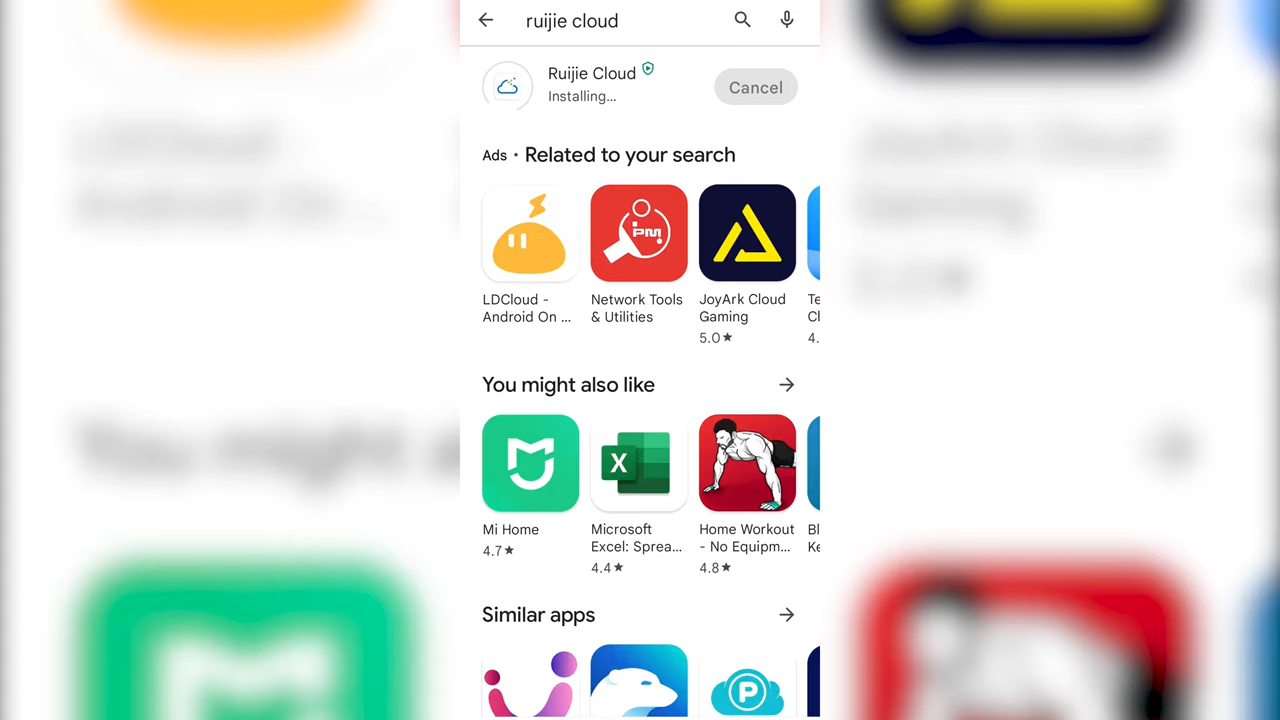 ruijie cloud
Ruijie Cloud
Installing...
Cancel
Ads • Related to your search
LDCloud -
Android On ...
Network Tools
& Utilities
JoyArk Cloud
Gaming
5.0★
Te
Cl
4.
iPM
You might also like
X
Mi Home
4.7★
Microsoft
Excel: Sprea...
4.4★
Home Workout
- No Equipm...
4.8★
Bl
Ke
Similar apps
P